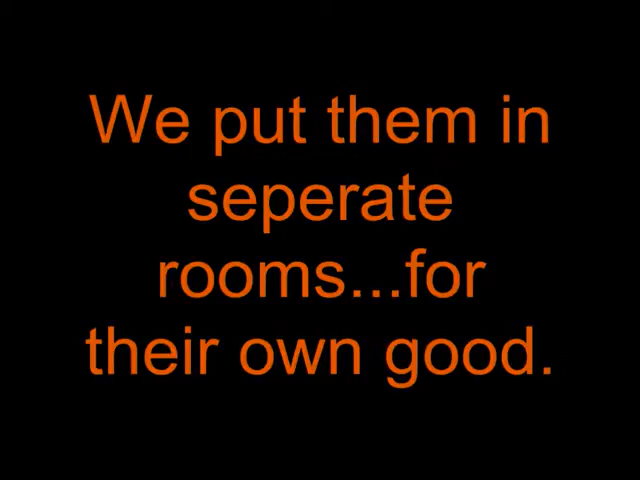 We put them in
seperate
rooms...for
their own good.